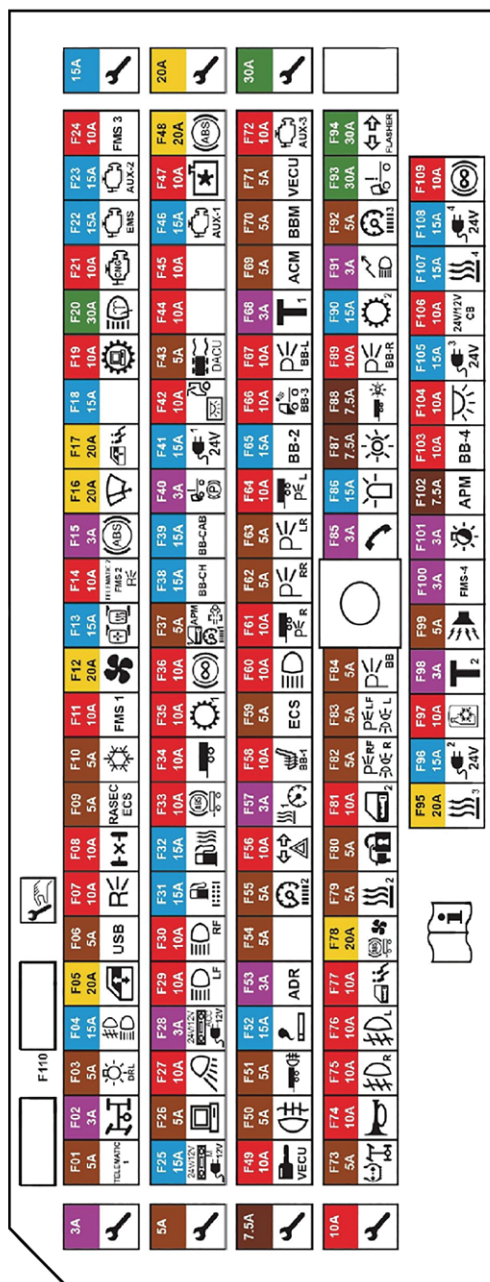 F110
3A
F01 5A TELEMATIC 1
F02 3A
F03 5A DRL
F04 15A
F05 20A
F06 5A USB
F07 10A R
F08 10A
F09 5A RASEC ECS
F10 5A
F11 10A FMS 1
F12 20A
F13 15A
F14 10A TELEMATIC 2 FMS 2 R
F15 3A ABS
F16 20A
F17 20A
F18 15A
F19 10A
F20 30A
F21 10A CNG
F22 15A EMS
F23 15A AUX-2
F24 10A FMS 3
15A
5A
F25 15A 24V/12V 12V
F26 5A
F27 10A
F28 3A 24V/12V ACC 12V
F29 10A LF
F30 10A RF
F31 15A
F32 15A
F33 10A ABS
F34 10A
F35 10A 1
F36 10A
F37 5A APM
F38 15A BB-CH
F39 15A BB-CAB
F40 3A P
F41 15A 1 24V
F42 10A
F43 5A DACU
F44 10A
F45 10A
F46 15A AUX-1
F47 10A
F48 20A ABS
20A
7.5A
F49 10A VECU
F50 5A
F51 5A
F52 15A
F53 3A ADR
F54 5A
F55 5A 2
F56 10A
F57 3A 1
F58 10A BB-1
F59 5A ECS
F60 10A
F61 10A R
F62 5A RR
F63 5A LR
F64 10A L
F65 15A BB-2
F66 10A BB-3
F67 10A BB-L
F68 3A 1
F69 5A ACM
F70 5A BBM
F71 5A VECU
F72 10A AUX-3
30A
10A
F73 5A
F74 10A
F75 10A R
F76 10A L
F77 10A
F78 20A
F79 5A 2
F80 5A
F81 10A 2
F82 5A RF R
F83 5A LF L
F84 5A BB
F85 3A
F86 15A
F87 7.5A
F88 7.5A
F89 10A BB-R
F90 15A 2
F91 3A
F92 5A 3
F93 30A
F94 30A FLASHER
F95 20A 3
F96 15A 2 24V
F97 10A
F98 3A 2
F99 5A
F100 3A FMS-4
F101 3A
F102 7.5A APM
F103 10A BB-4
F104 10A
F105 15A 3 24V
F106 10A 24V/12V CB
F107 15A 4
F108 15A 4 24V
F109 10A
i